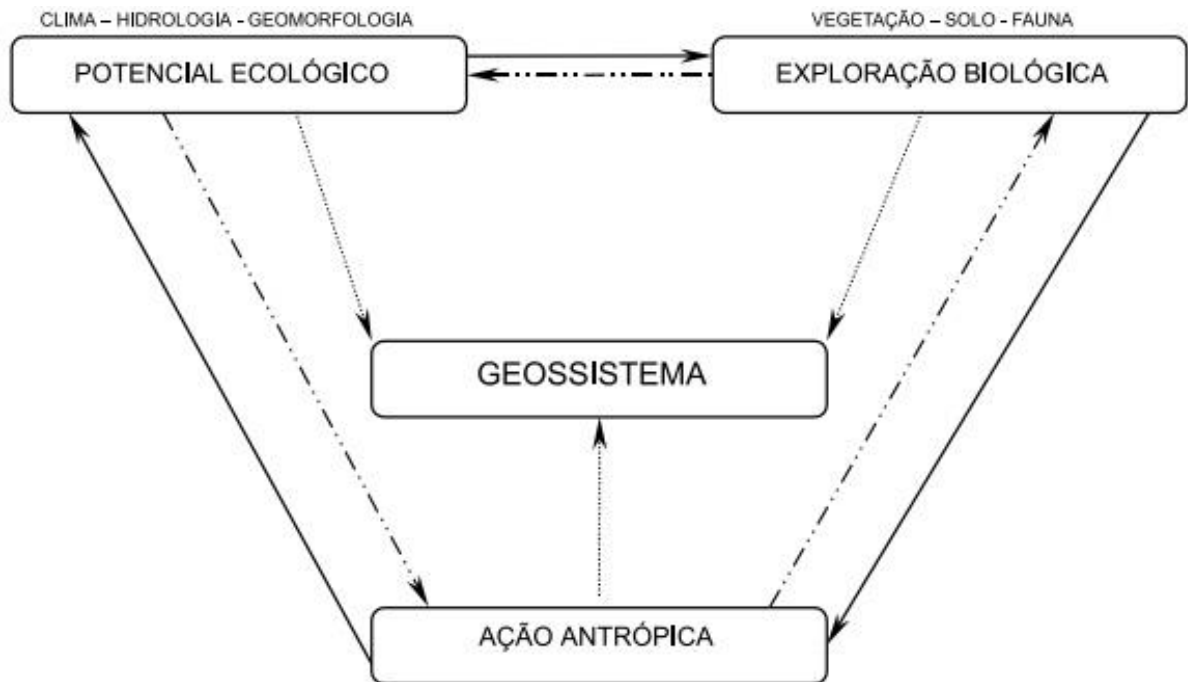 CLIMA – HIDROLOGIA - GEOMORFOLOGIA
VEGETAÇÃO – SOLO - FAUNA
POTENCIAL ECOLÓGICO
EXPLORAÇÃO BIOLÓGICA
GEOSSISTEMA
AÇÃO ANTRÓPICA